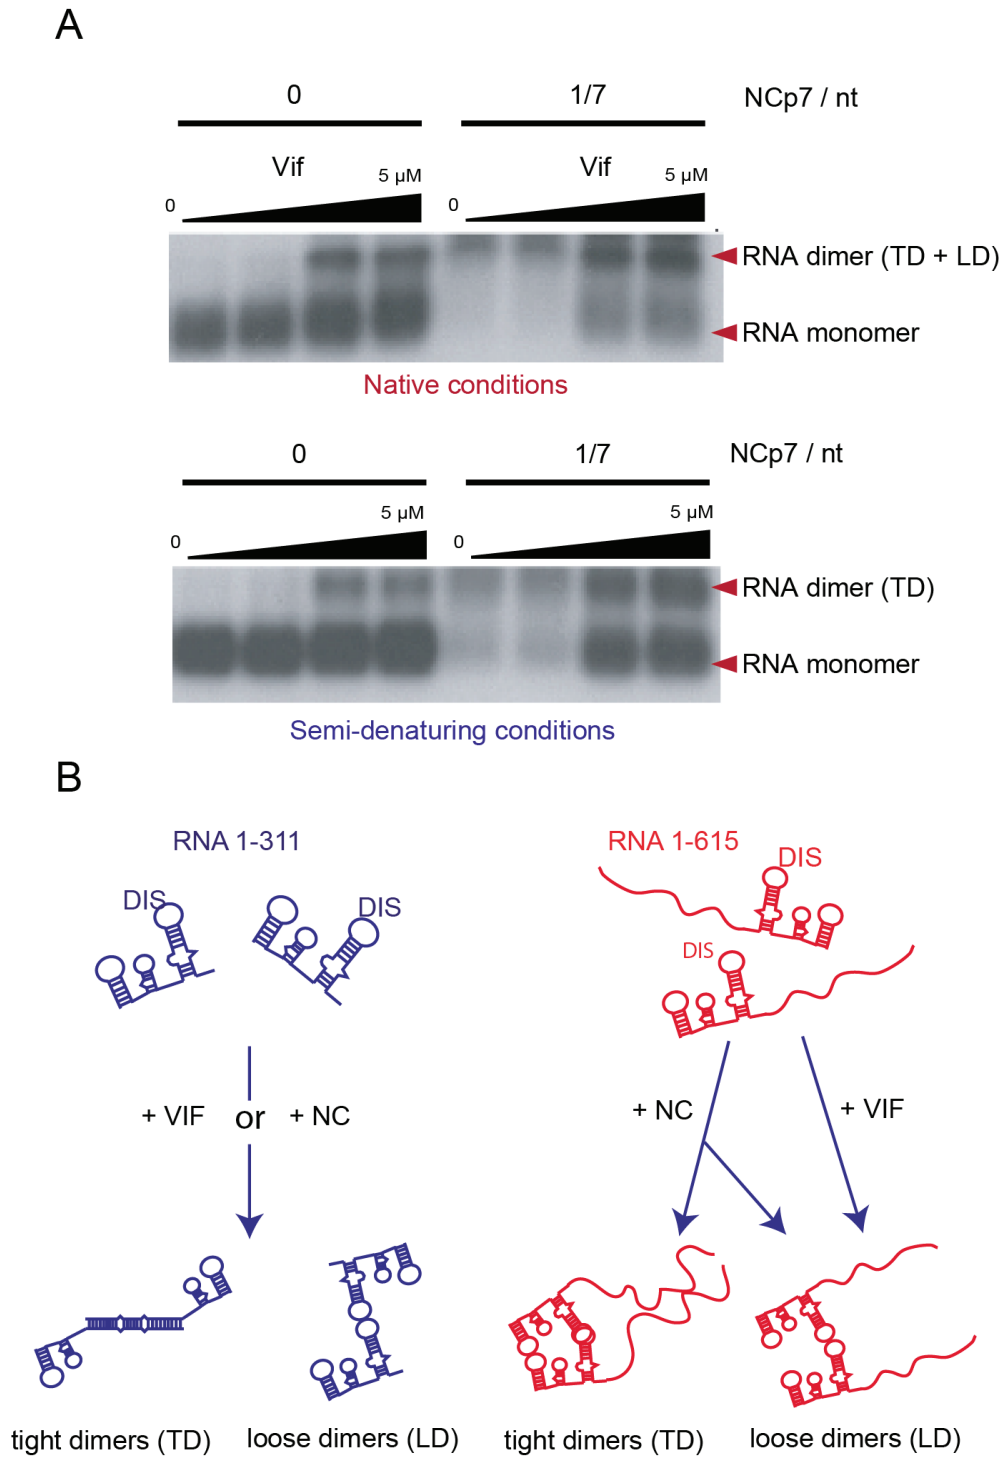 A
0 1/7 NCp7 / nt
Vif Vif
0 5 µM 0 5 µM
RNA dimer (TD + LD)
RNA monomer
Native conditions
0 1/7 NCp7 / nt
0 5 µM 0 5 µM
RNA dimer (TD)
RNA monomer
Semi-denaturing conditions
B
RNA 1-311 RNA 1-615
DIS DIS DIS
DIS
+ VIF or + NC + NC + VIF
tight dimers (TD) loose dimers (LD) tight dimers (TD) loose dimers (LD)